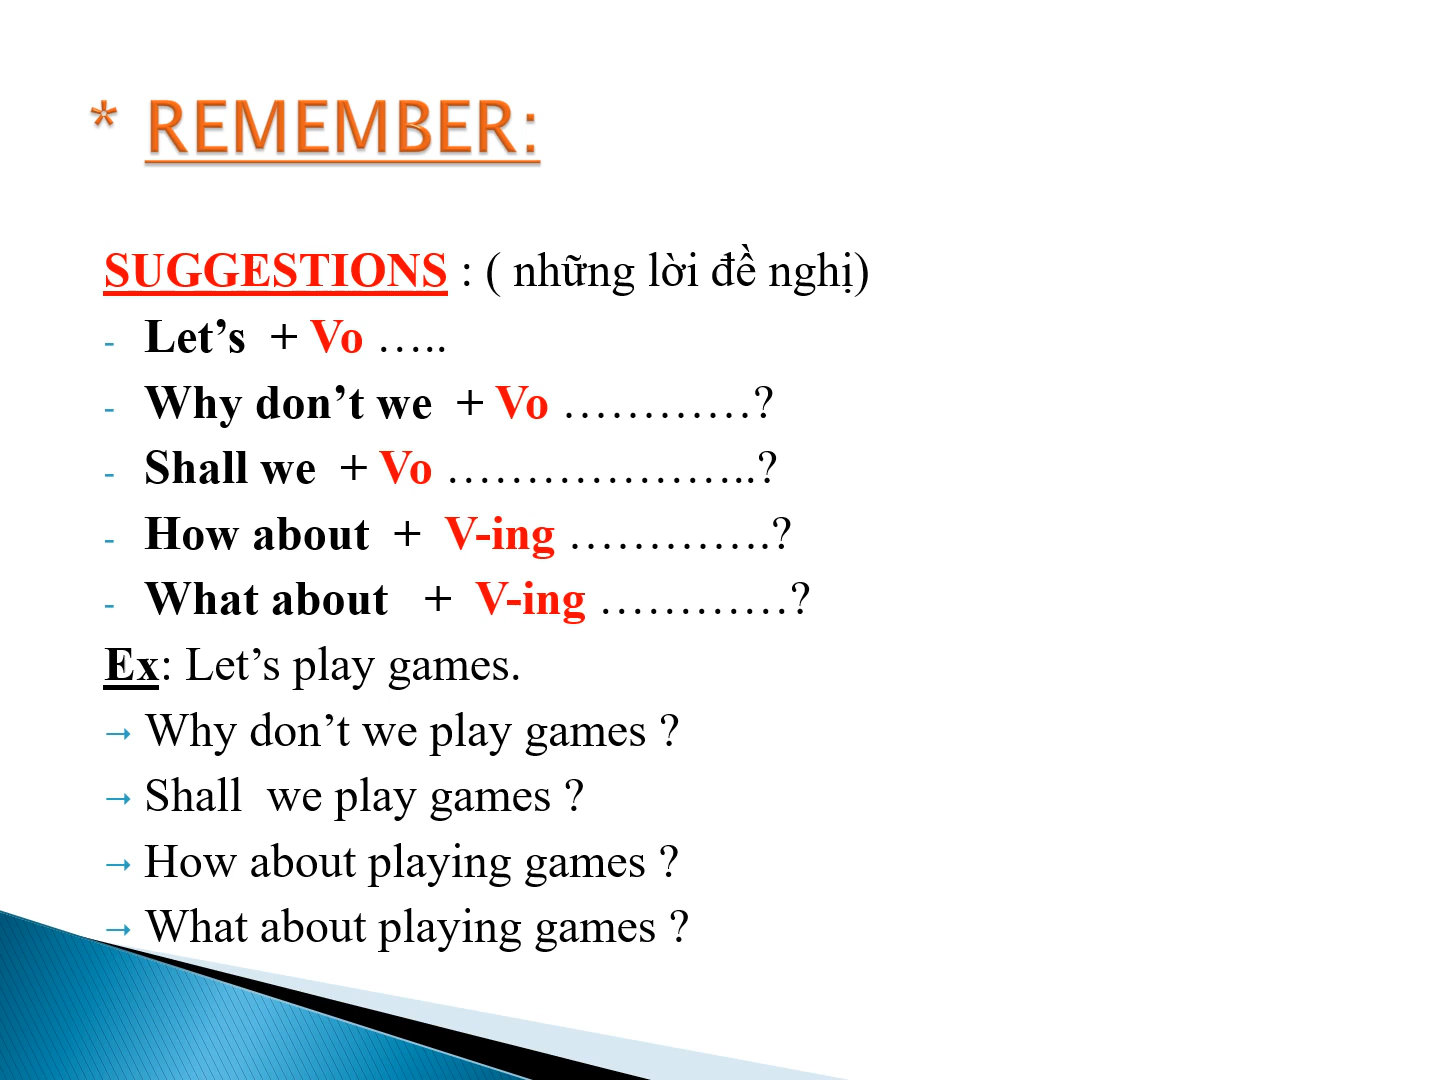 * REMEMBER:
SUGGESTIONS : ( những lời đề nghị)
- Let’s + Vo …..
- Why don’t we + Vo …………?
- Shall we + Vo ………………..?
- How about + V-ing ………….?
- What about + V-ing …………?
Ex: Let’s play games.
→ Why don’t we play games ?
→ Shall we play games ?
→ How about playing games ?
→ What about playing games ?